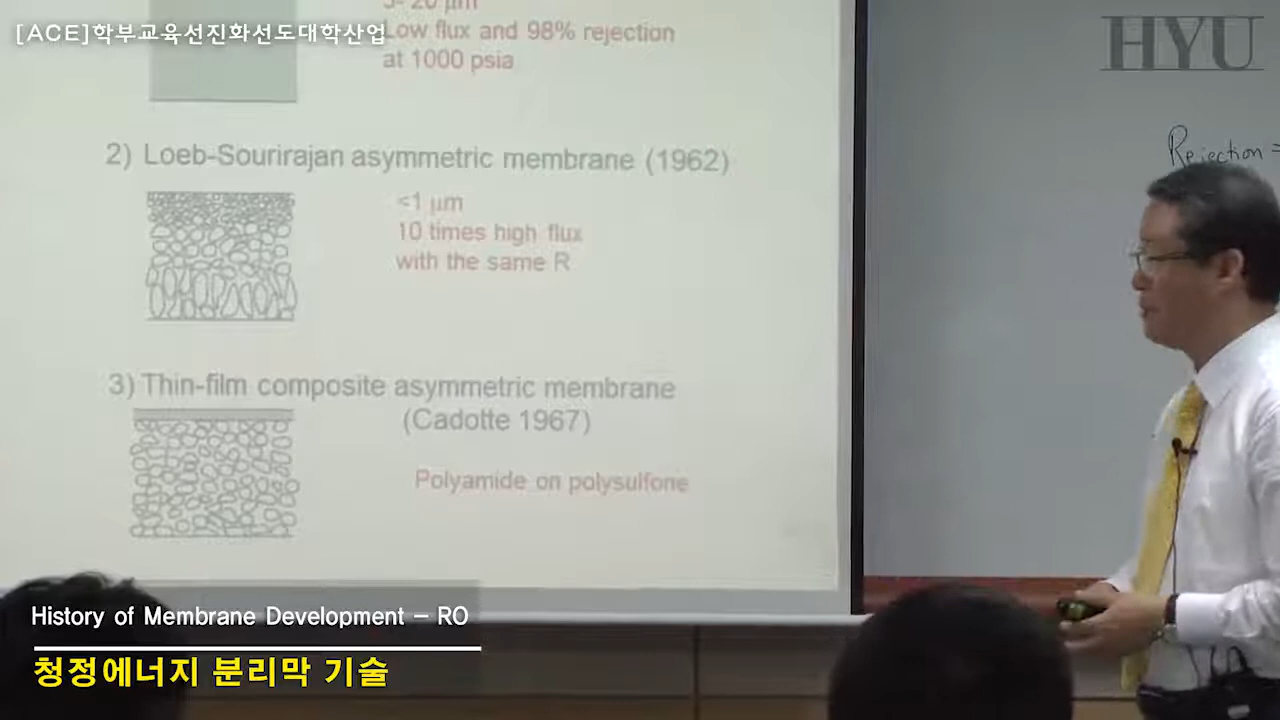 [ACE]학부교육선진화선도대학산업
HYU
5- 20 μm
Low flux and 98% rejection
at 1000 psia
Rejection =
2) Loeb-Sourirajan asymmetric membrane (1962)
<1 μm
10 times high flux
with the same R
3) Thin-film composite asymmetric membrane
(Cadotte 1967)
Polyamide on polysulfone
History of Membrane Development - RO
청정에너지 분리막 기술